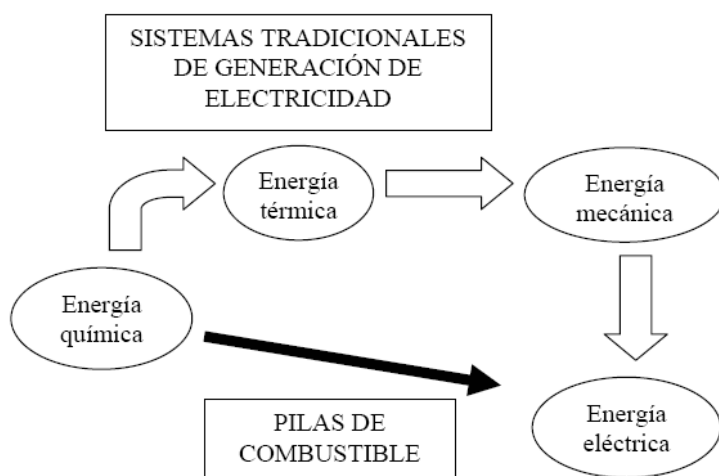 SISTEMAS TRADICIONALES
DE GENERACIÓN DE
ELECTRICIDAD
Energía
térmica
Energía
mecánica
Energía
química
PILAS DE
COMBUSTIBLE
Energía
eléctrica